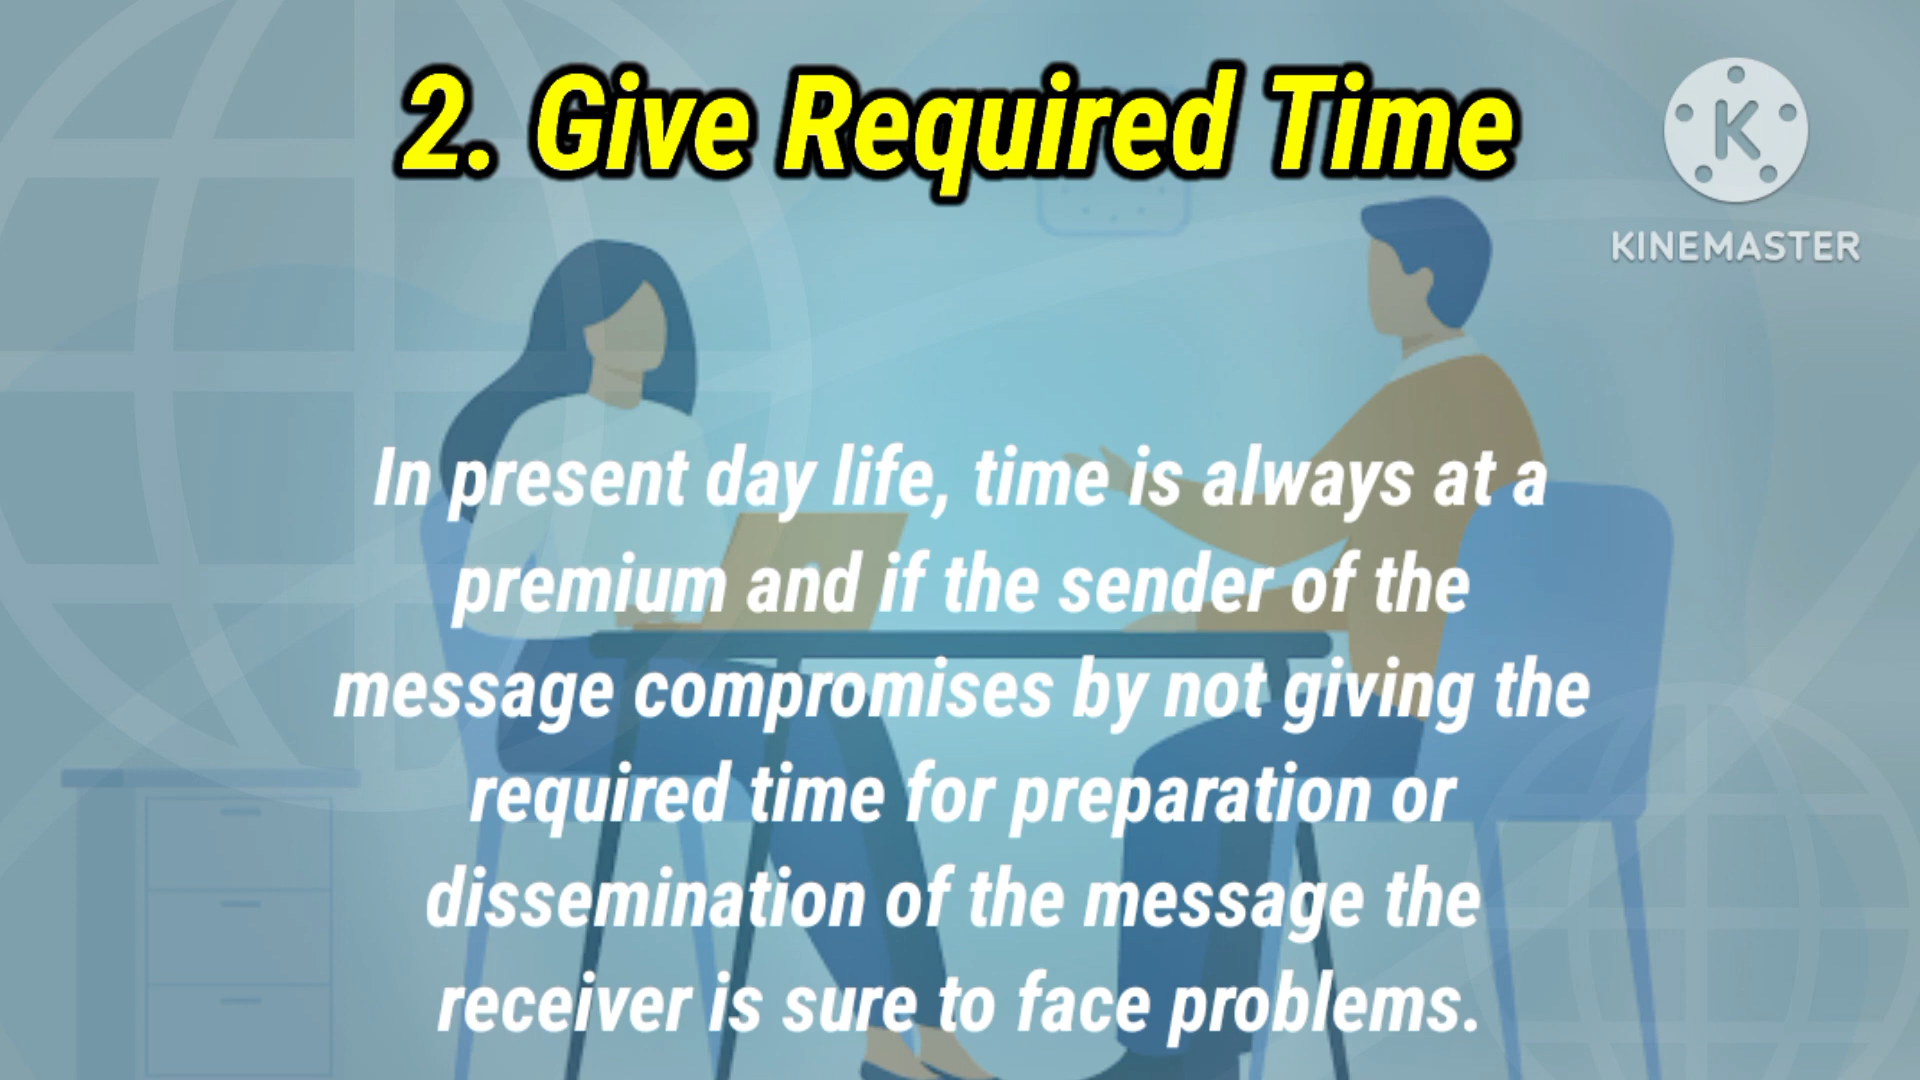 2. Give Required Time
K
KINEMASTER
In present day life, time is always at a
premium and if the sender of the
message compromises by not giving the
required time for preparation or
dissemination of the message the
receiver is sure to face problems.